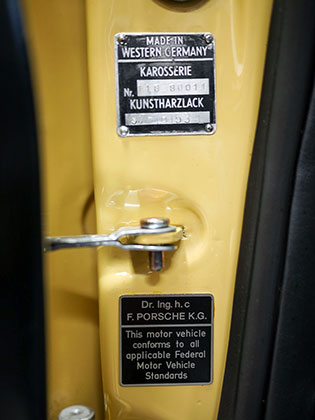 MADE IN
WESTERN GERMANY
KAROSSERIE
Nr.
KUNSTHARZLACK
Dr. Ing. h. c
F. PORSCHE K.G.
This motor vehicle
conforms to all
applicable Federal
Motor Vehicle
Standards